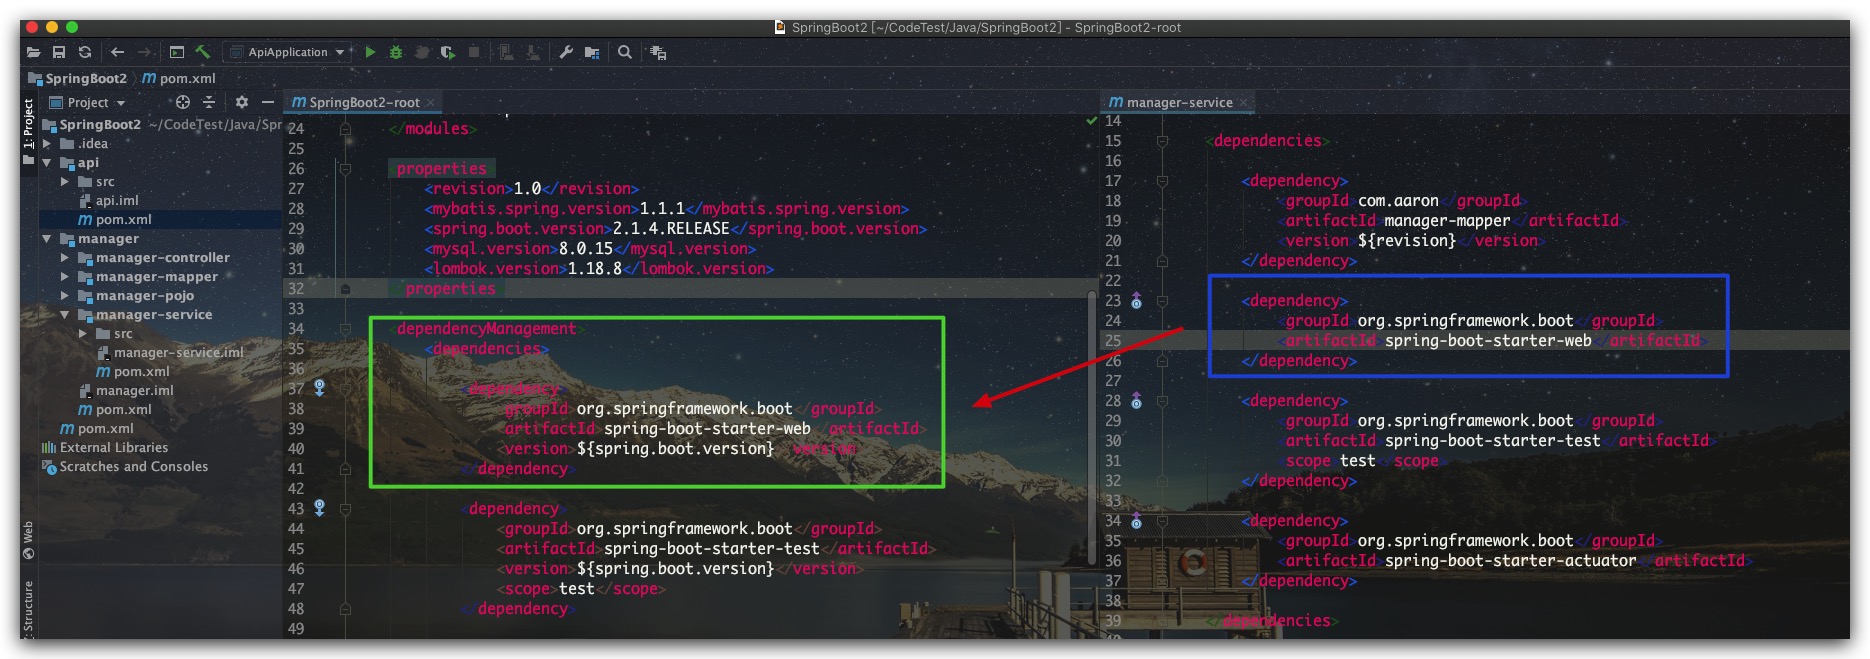 SpringBoot2 [~/CodeTest/Java/SpringBoot2] - SpringBoot2-root
ApiApplication
SpringBoot2
pom.xml
1: Project
Web
Structure
Project
SpringBoot2 ~/CodeTest/Java/Spr
.idea
api
src
api.iml
pom.xml
manager
manager-controller
manager-mapper
manager-pojo
manager-service
src
manager-service.iml
pom.xml
manager.iml
pom.xml
pom.xml
External Libraries
Scratches and Consoles
SpringBoot2-root
24 </modules>
25
26 <properties>
27 <revision>1.0</revision>
28 <mybatis.spring.version>1.1.1</mybatis.spring.version>
29 <spring.boot.version>2.1.4.RELEASE</spring.boot.version>
30 <mysql.version>8.0.15</mysql.version>
31 <lombok.version>1.18.8</lombok.version>
32 </properties>
33
34 <dependencyManagement>
35 <dependencies>
36
37 <dependency>
38 <groupId>org.springframework.boot</groupId>
39 <artifactId>spring-boot-starter-web</artifactId>
40 <version>${spring.boot.version}</version>
41 </dependency>
42
43 <dependency>
44 <groupId>org.springframework.boot</groupId>
45 <artifactId>spring-boot-starter-test</artifactId>
46 <version>${spring.boot.version}</version>
47 <scope>test</scope>
48 </dependency>
49
manager-service
14
15 <dependencies>
16
17 <dependency>
18 <groupId>com.aaron</groupId>
19 <artifactId>manager-mapper</artifactId>
20 <version>${revision}</version>
21 </dependency>
22
23 <dependency>
24 <groupId>org.springframework.boot</groupId>
25 <artifactId>spring-boot-starter-web</artifactId>
26 </dependency>
27
28 <dependency>
29 <groupId>org.springframework.boot</groupId>
30 <artifactId>spring-boot-starter-test</artifactId>
31 <scope>test</scope>
32 </dependency>
33
34 <dependency>
35 <groupId>org.springframework.boot</groupId>
36 <artifactId>spring-boot-starter-actuator</artifactId>
37 </dependency>
38
39 </dependencies>